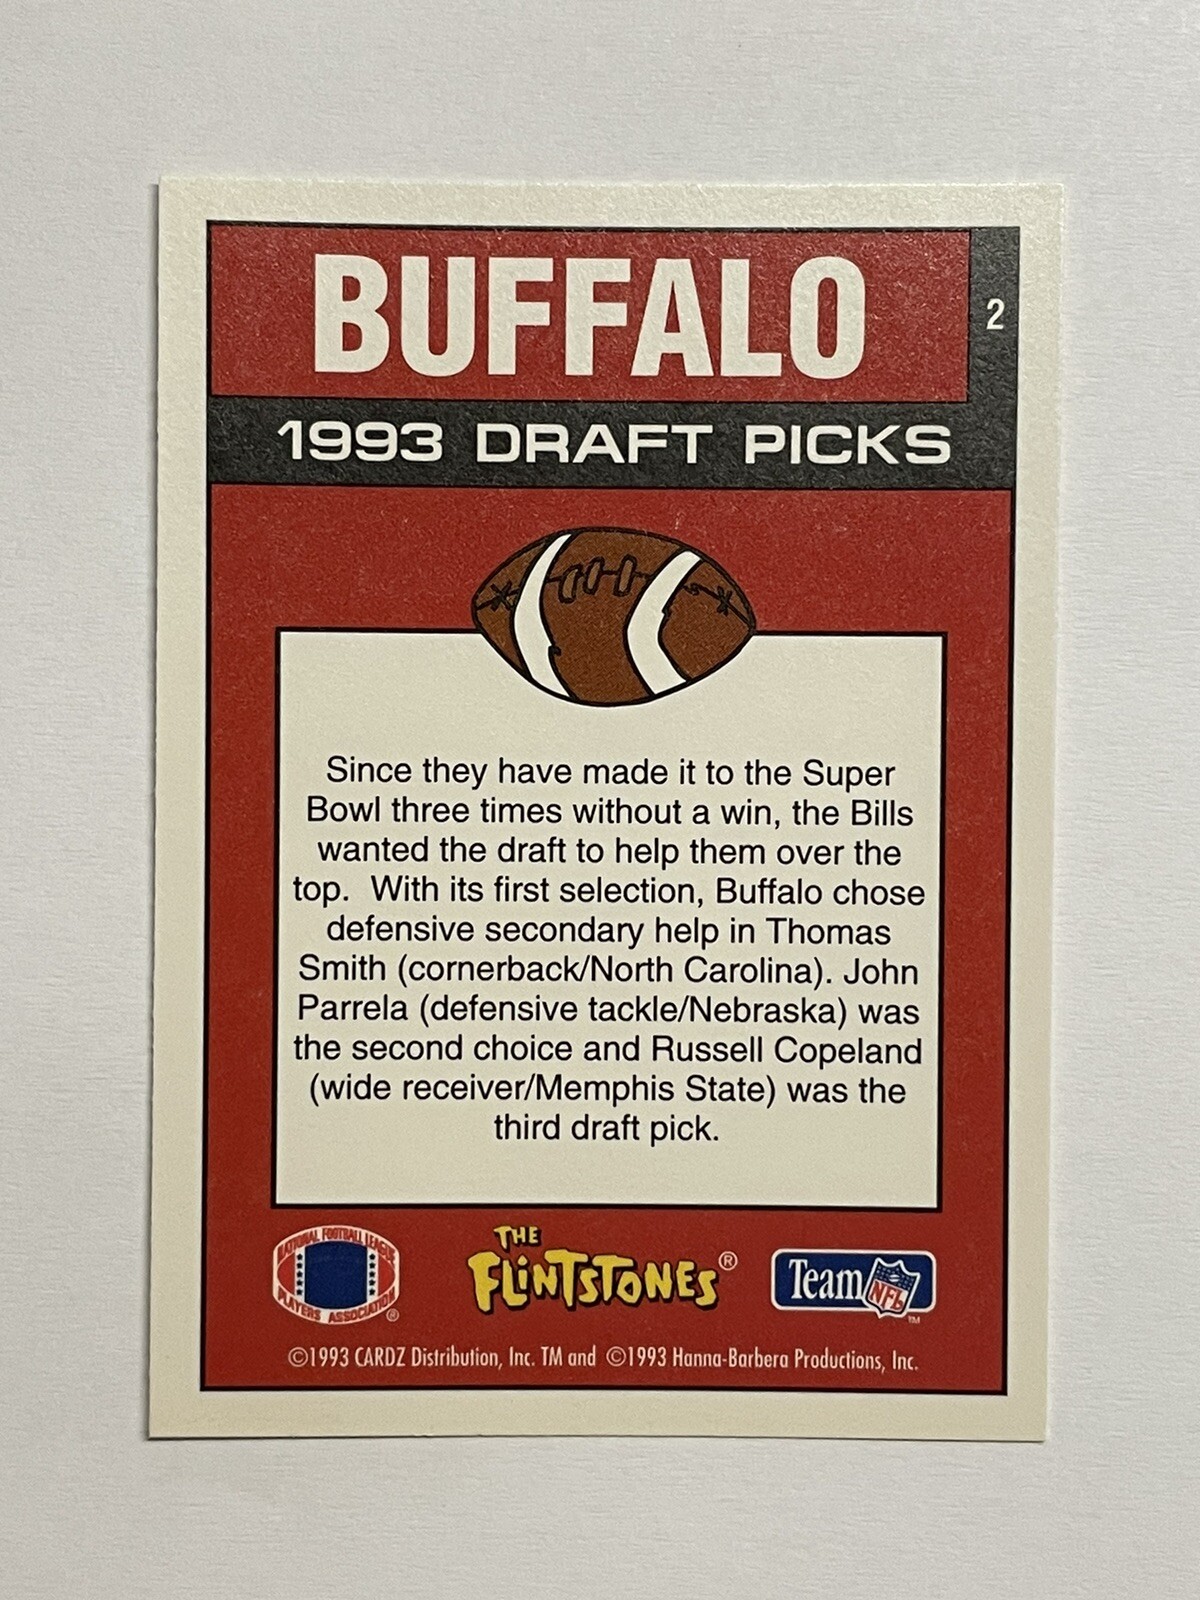 BUFFALO
2
1993 DRAFT PICKS
Since they have made it to the Super
Bowl three times without a win, the Bills
wanted the draft to help them over the
top.  With its first selection, Buffalo chose
defensive secondary help in Thomas
Smith (cornerback/North Carolina). John
Parrela (defensive tackle/Nebraska) was
the second choice and Russell Copeland
(wide receiver/Memphis State) was the
third draft pick.
NATIONAL FOOTBALL LEAGUE
PLAYERS ASSOCIATION ®
THE
FLINTSTONES®
Team NFL ™
©1993 CARDZ Distribution, Inc. TM and ©1993 Hanna-Barbera Productions, Inc.